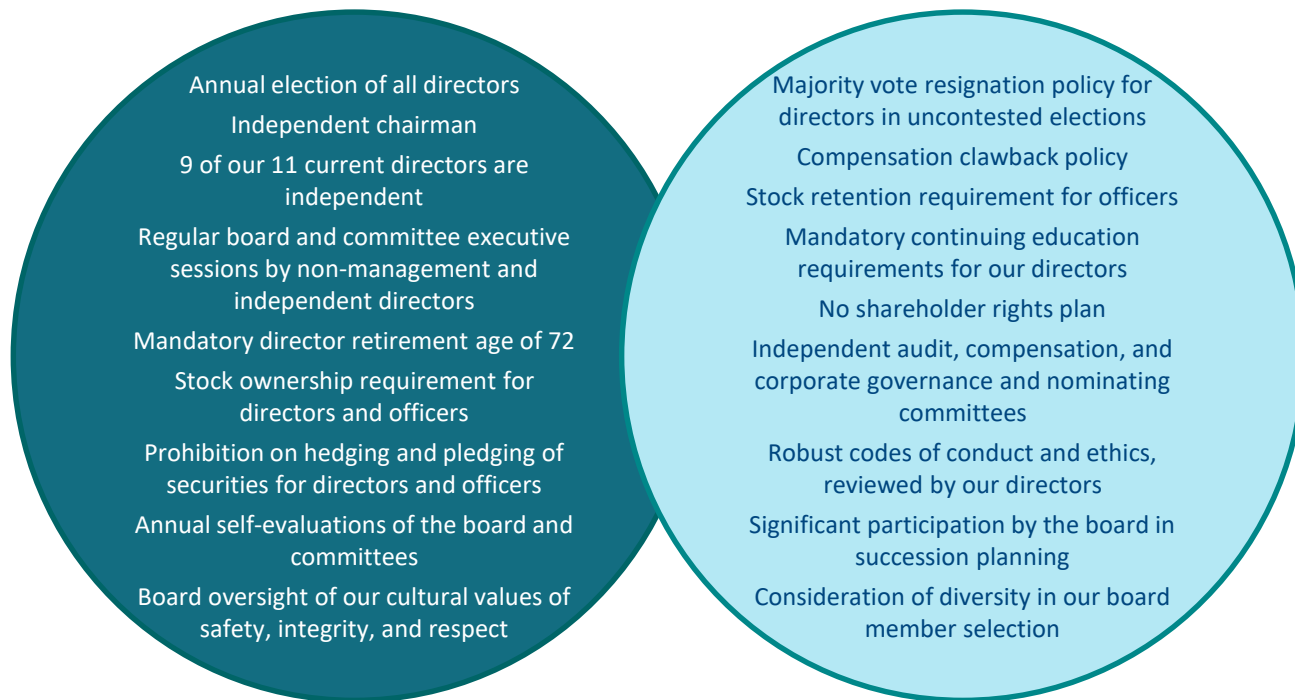 Annual election of all directors
Independent chairman
9 of our 11 current directors are
independent
Regular board and committee executive
sessions by non-management and
independent directors
Mandatory director retirement age of 72
Stock ownership requirement for
directors and officers
Prohibition on hedging and pledging of
securities for directors and officers
Annual self-evaluations of the board and
committees
Board oversight of our cultural values of
safety, integrity, and respect
Majority vote resignation policy for
directors in uncontested elections
Compensation clawback policy
Stock retention requirement for officers
Mandatory continuing education
requirements for our directors
No shareholder rights plan
Independent audit, compensation, and
corporate governance and nominating
committees
Robust codes of conduct and ethics,
reviewed by our directors
Significant participation by the board in
succession planning
Consideration of diversity in our board
member selection